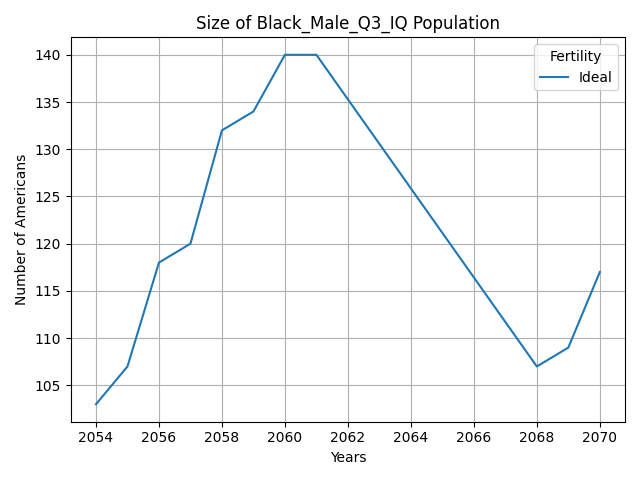 Size of Black_Male_Q3_IQ Population
Number of Americans
140
135
130
125
120
115
110
105
Fertility
Ideal
2054 2056 2058 2060 2062 2064 2066 2068 2070
Years